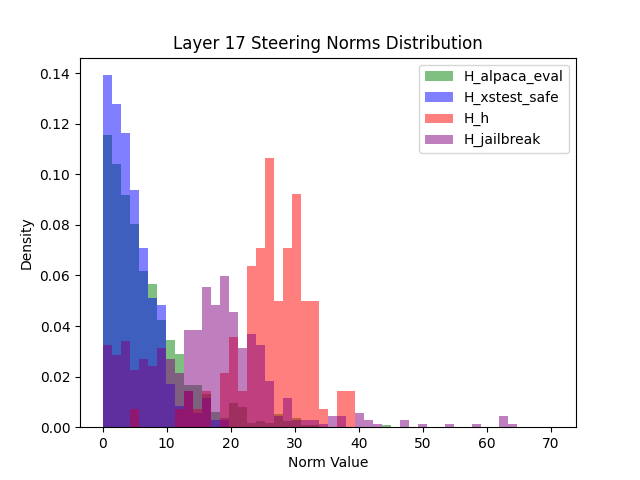 Layer 17 Steering Norms Distribution
H_alpaca_eval
H_xstest_safe
H_h
H_jailbreak
0.14
0.12
0.10
0.08
0.06
0.04
0.02
0.00
Density
0 10 20 30 40 50 60 70
Norm Value